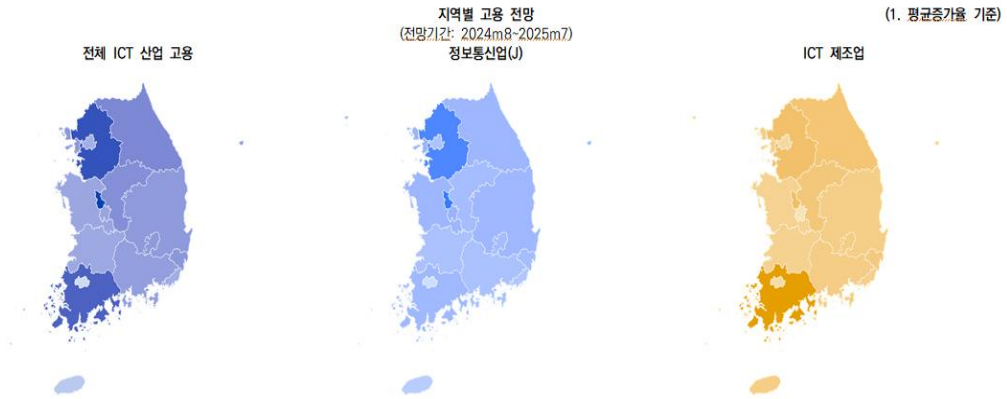 지역별 고용 전망
(1. 평균증가율 기준)
(전망기간: 2024m8~2025m7)
전체 ICT 산업 고용
정보통신업(J)
ICT 제조업